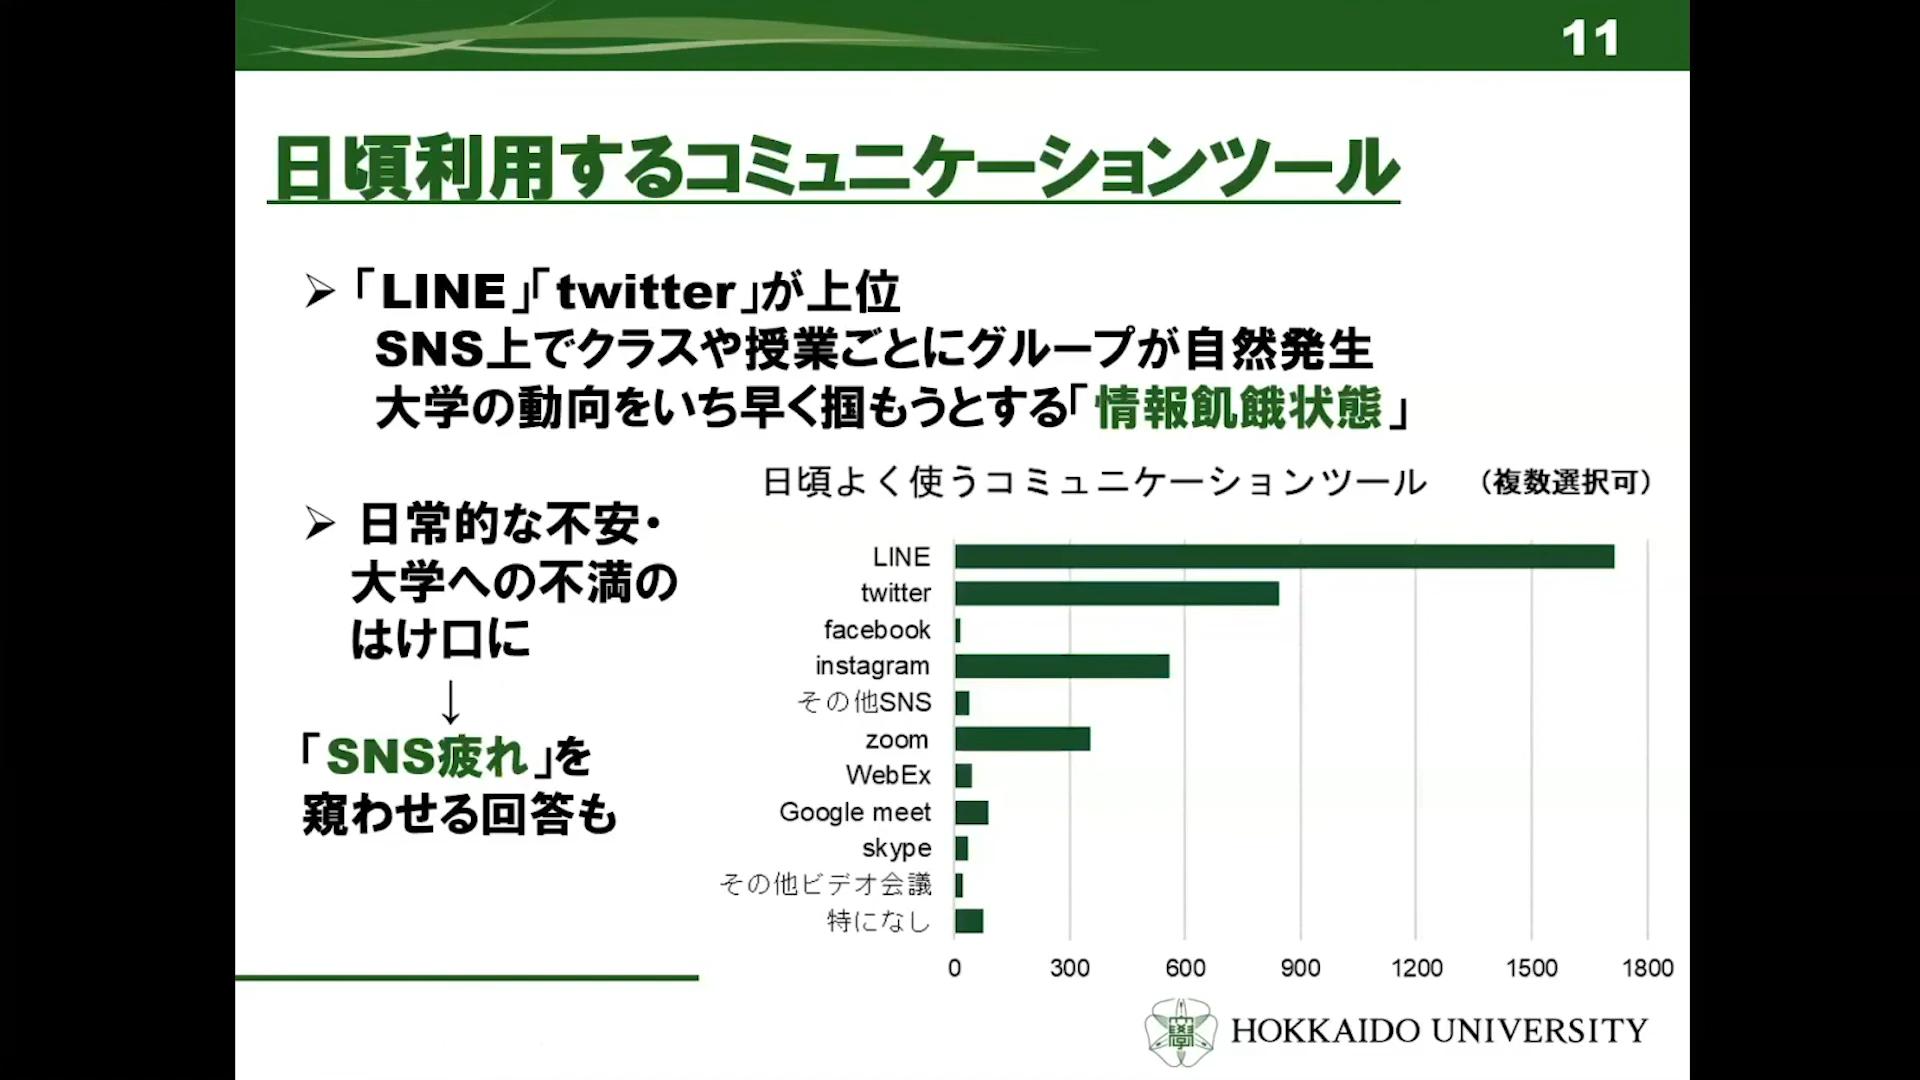 11
日頃利用するコミュニケーションツール
➢「LINE」「twitter」が上位
SNS上でクラスや授業ごとにグループが自然発生
大学の動向をいち早く掴もうとする「情報飢餓状態」
➢ 日常的な不安・
大学への不満の
はけ口に
↓
「SNS疲れ」を
窺わせる回答も
日頃よく使うコミュニケーションツール （複数選択可）
LINE
twitter
facebook
instagram
その他SNS
zoom
WebEx
Google meet
skype
その他ビデオ会議
特になし
0 300 600 900 1200 1500 1800
HOKKAIDO UNIVERSITY